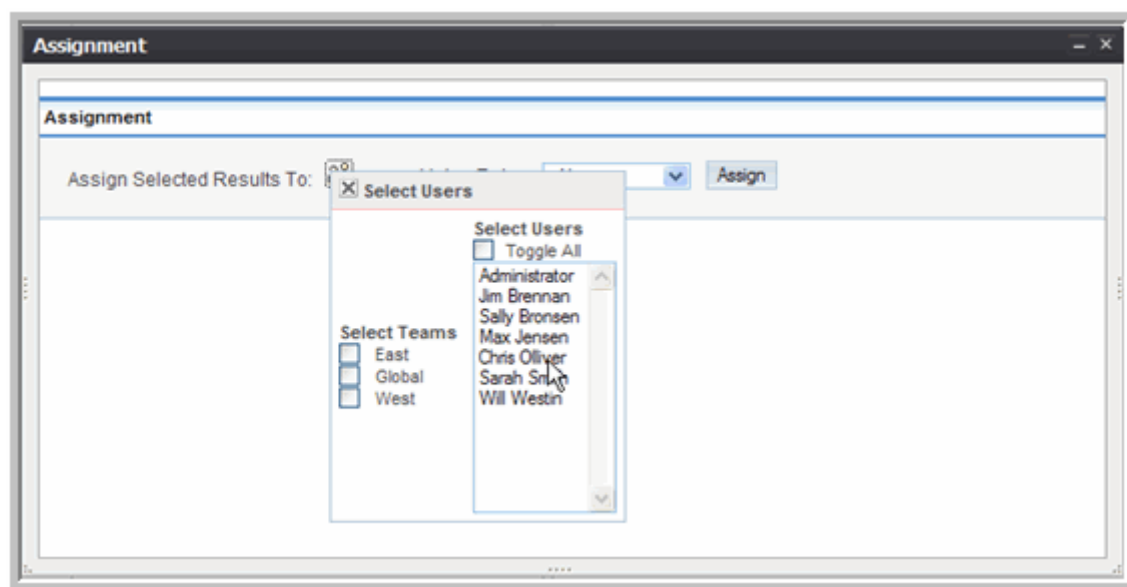 Assignment
Assignment
Assign Selected Results To:
Assign
Select Users
Select Users
Toggle All
Administrator
Jim Brennan
Sally Bronsen
Max Jensen
Chris Olliver
Sarah
Will Westin
Select Teams
East
Global
West